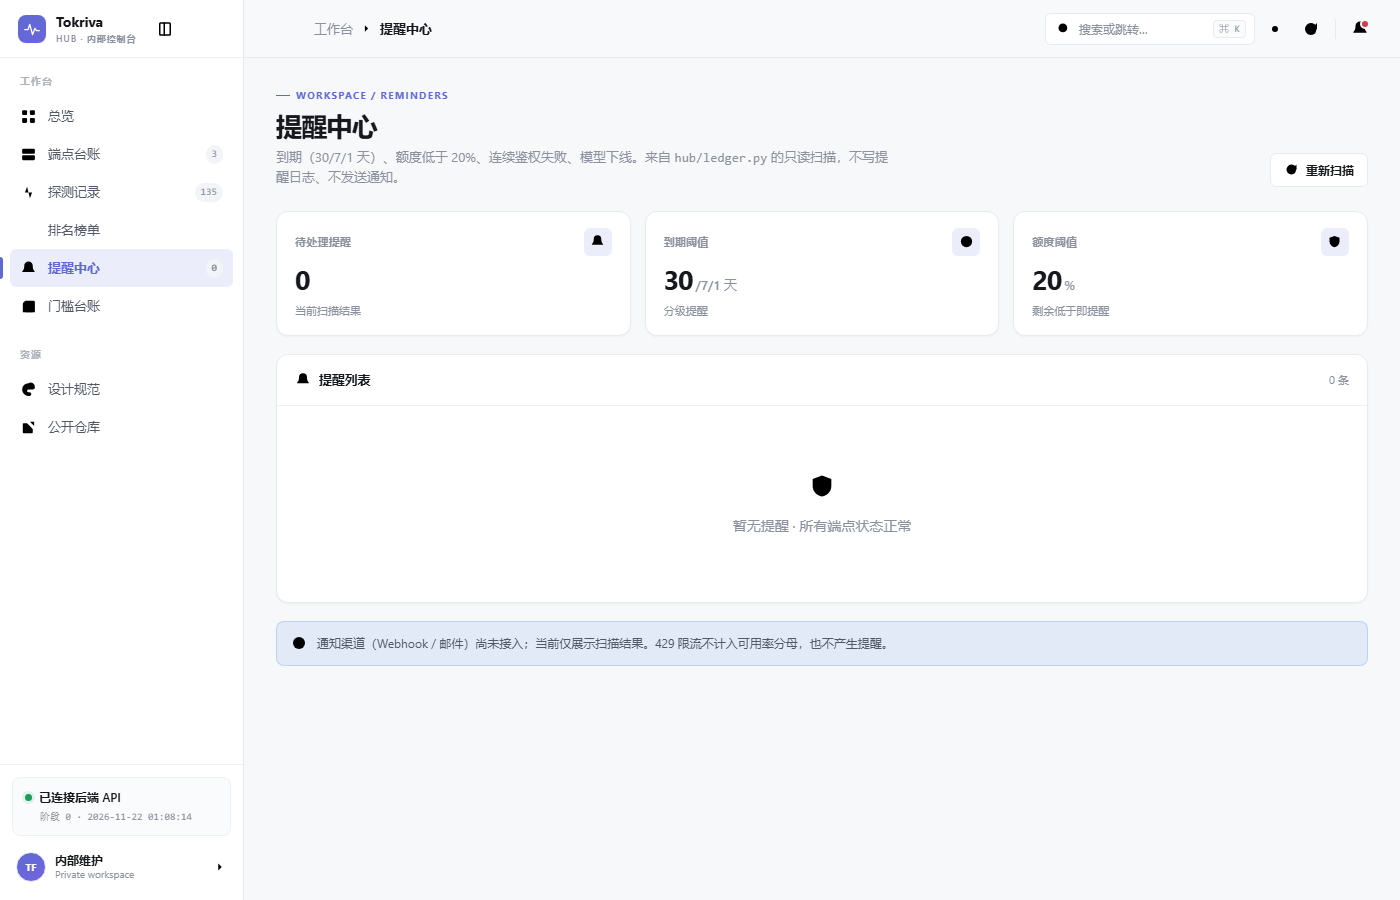 Tokriva
HUB · 内部控制台
工作台
总览
端点台账 3
探测记录 135
排名榜单
提醒中心 0
门槛台账
资源
设计规范
公开仓库
已连接后端 API
阶段 0 · 2026-11-22 01:08:14
TF
内部维护
Private workspace
工作台 提醒中心
搜索或跳转... ⌘ K
— WORKSPACE / REMINDERS
提醒中心
到期（30/7/1 天）、额度低于 20%、连续鉴权失败、模型下线。来自 hub/ledger.py 的只读扫描，不写提
醒日志、不发送通知。
重新扫描
待处理提醒
0
当前扫描结果
到期阈值
30 /7/1 天
分级提醒
额度阈值
20 %
剩余低于即提醒
提醒列表 0 条
暂无提醒 · 所有端点状态正常
通知渠道（Webhook / 邮件）尚未接入；当前仅展示扫描结果。429 限流不计入可用率分母，也不产生提醒。